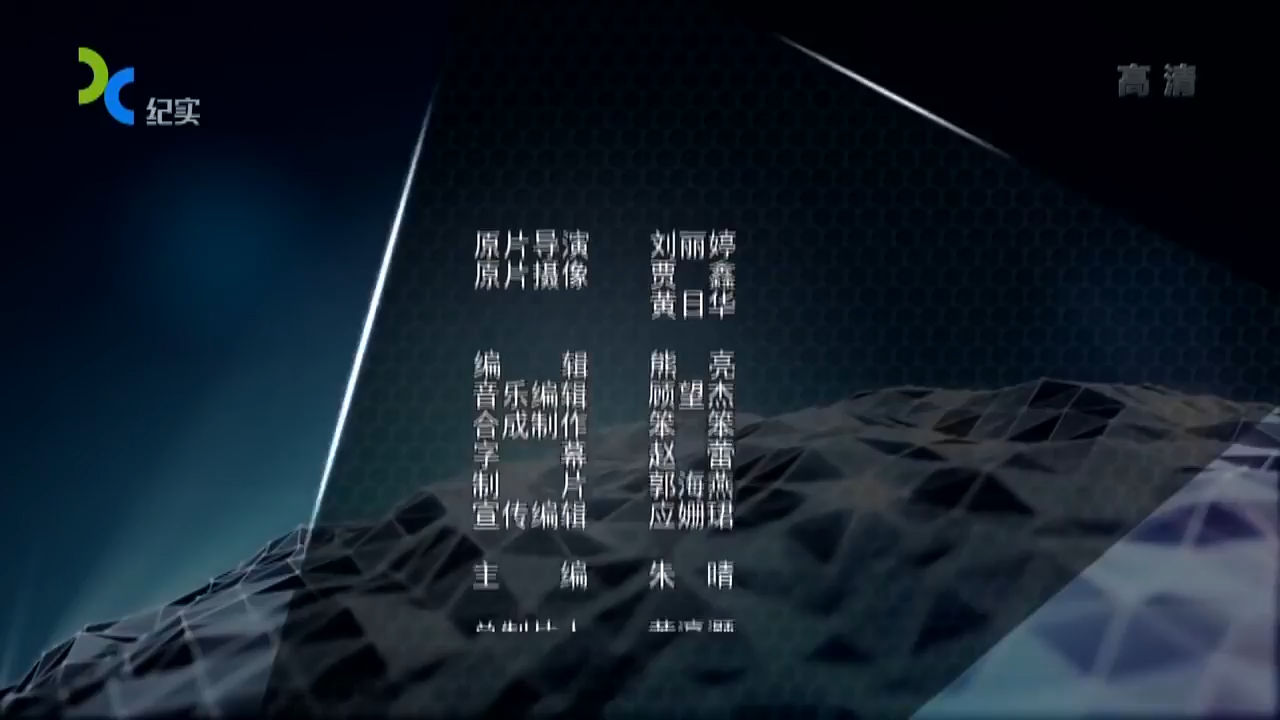 纪实
高清
原片导演 刘丽婷
原片摄像 贾 鑫
黄日华
编 辑 熊 亮
音乐编辑 顾望杰
合成制作 笨 笨
字 幕 赵 蕾
制 片 郭海燕
宣传编辑 应姗珺
主 编 朱 晴